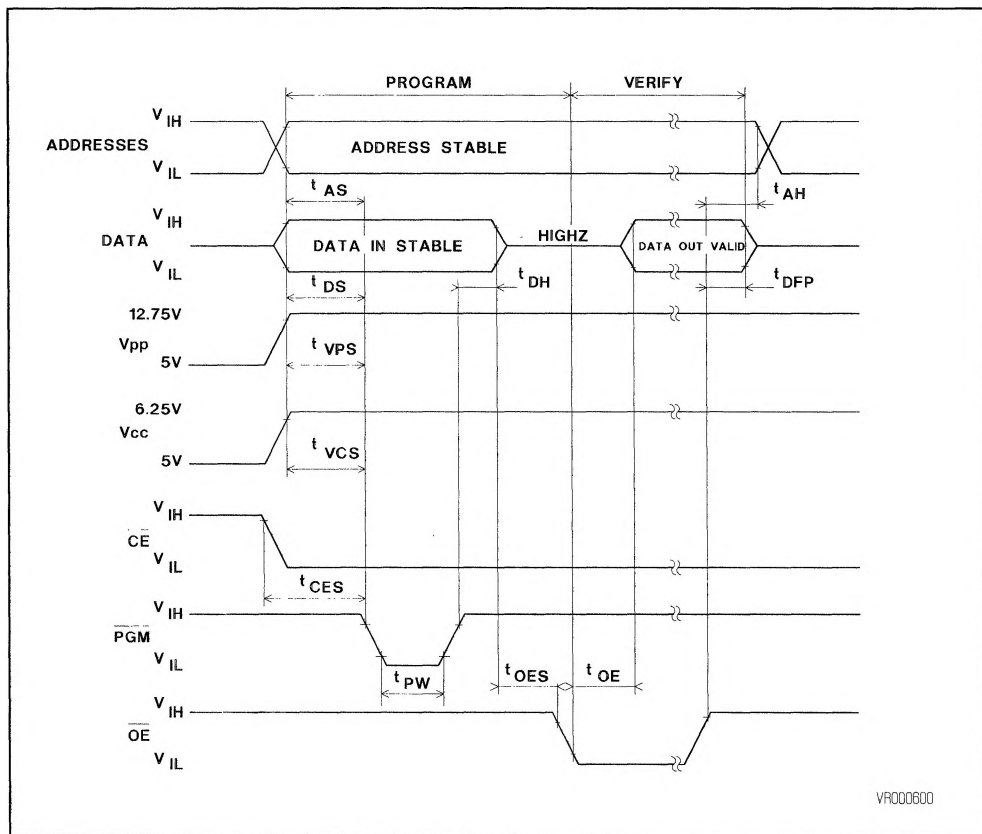 PROGRAM VERIFY
V IH
ADDRESSES ADDRESS STABLE
V IL
t AS t AH
V IH
DATA DATA IN STABLE HIGHZ DATA OUT VALID
V IL
t DS t DH t DFP
12.75V
Vpp t VPS
5V
6.25V
Vcc
t VCS
5V
V IH
CE
V IL
t CES
V IH
PGM
V IL
t PW t OES t OE
V IH
OE
V IL
VR000600